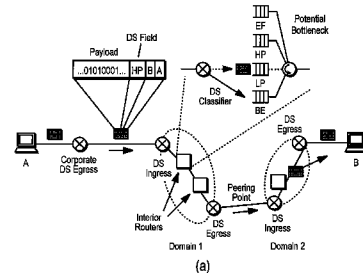 DS Field
Payload
...01010001... HP B A
EF
HP
LP
BE
DS
Classifier
Potential
Bottleneck
A
Corporate
DS Egress
DS
Ingress
Interior
Routers
Domain 1
DS
Egress
Peering
Point
DS
Ingress
Domain 2
DS
Egress
B
(a)